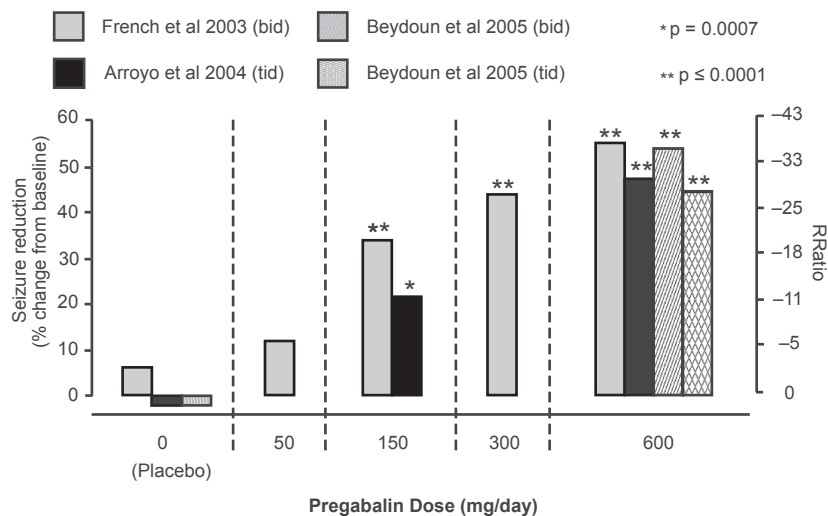 French et al 2003 (bid)
Beydoun et al 2005 (bid)
*p = 0.0007
Arroyo et al 2004 (tid)
Beydoun et al 2005 (tid)
**p ≤ 0.0001
Seizure reduction
(% change from baseline)
60
50
40
30
20
10
0
**
*
**
**
**
**
**
–43
–33
–25
–18
–11
–5
0
RRatio
0
(Placebo)
50
150
300
600
Pregabalin Dose (mg/day)